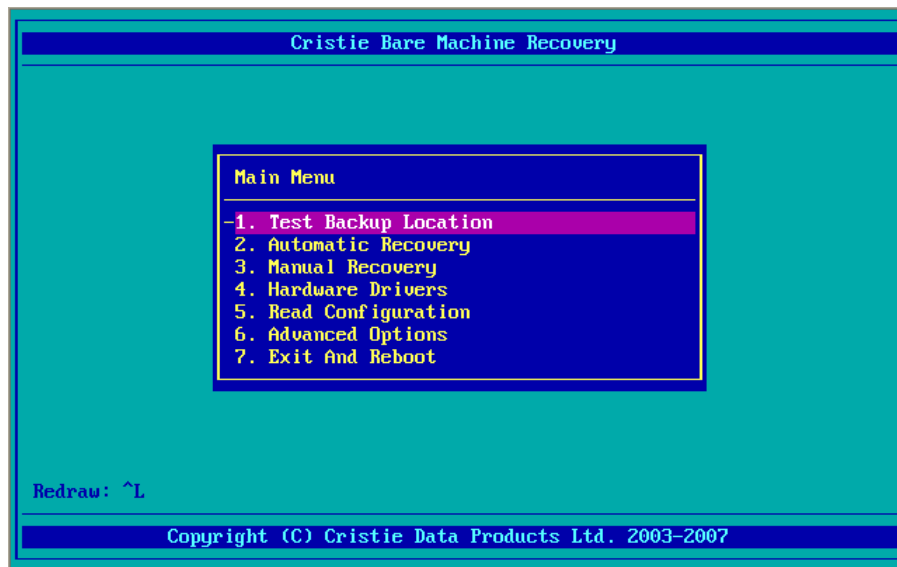 Cristie Bare Machine Recovery
Main Menu
1. Test Backup Location
2. Automatic Recovery
3. Manual Recovery
4. Hardware Drivers
5. Read Configuration
6. Advanced Options
7. Exit And Reboot
Redraw: ^L
Copyright (C) Cristie Data Products Ltd. 2003-2007